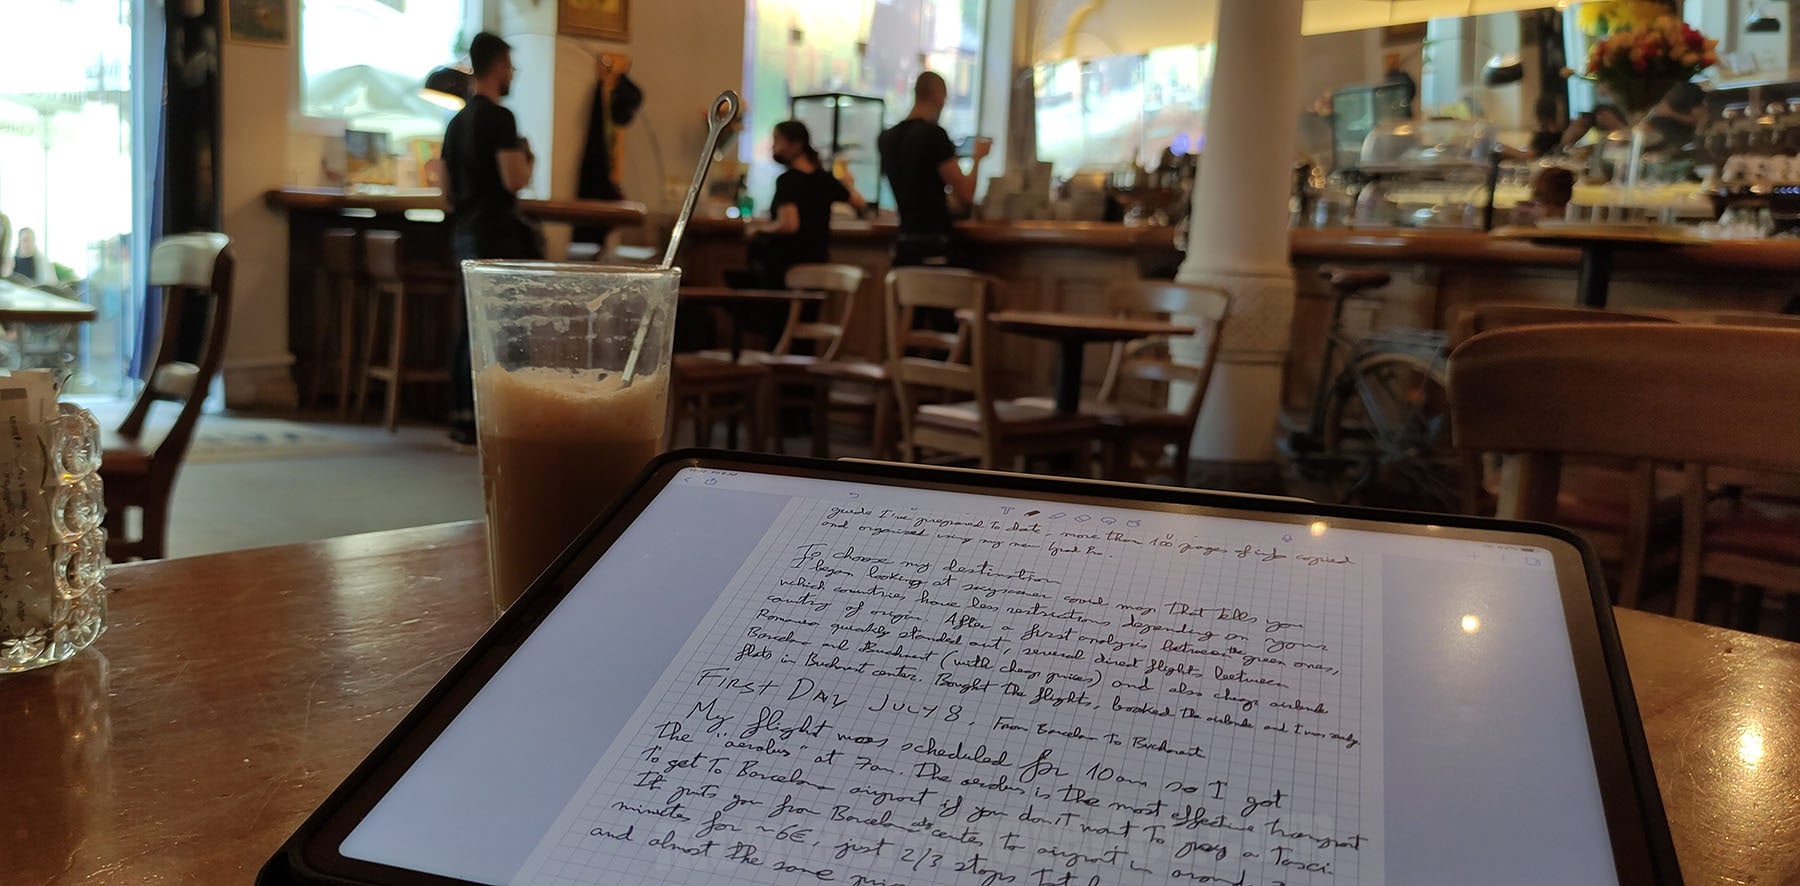 guide I've prepared To date, more than 100 pages of info copied
and organized using my new Ipad Pro.
To choose my destination
I began looking at skyscanner covid map That tells you
which countries have less restrictions depending on your
country of origin. After a first analysis between the green ones,
Romania quickly standed out, several direct flights between
Barcelona and Bucharest (with cheap prices) and also cheap airbnb
flats in Bucharest center. Bought The flights, booked The airbnb and I was ready.
FIRST DAY JULY 8, From Barcelona To Bucharest
My flight was scheduled for 10am so I got
The "aerobus" at 7am. The aerobus is the most effective transport
To get To Barcelona airport if you don't want To pay a Taxi.
It puts you from Barcelona's center to airport in around
minutes for ~6€, just 2/3 stops
and almost The same